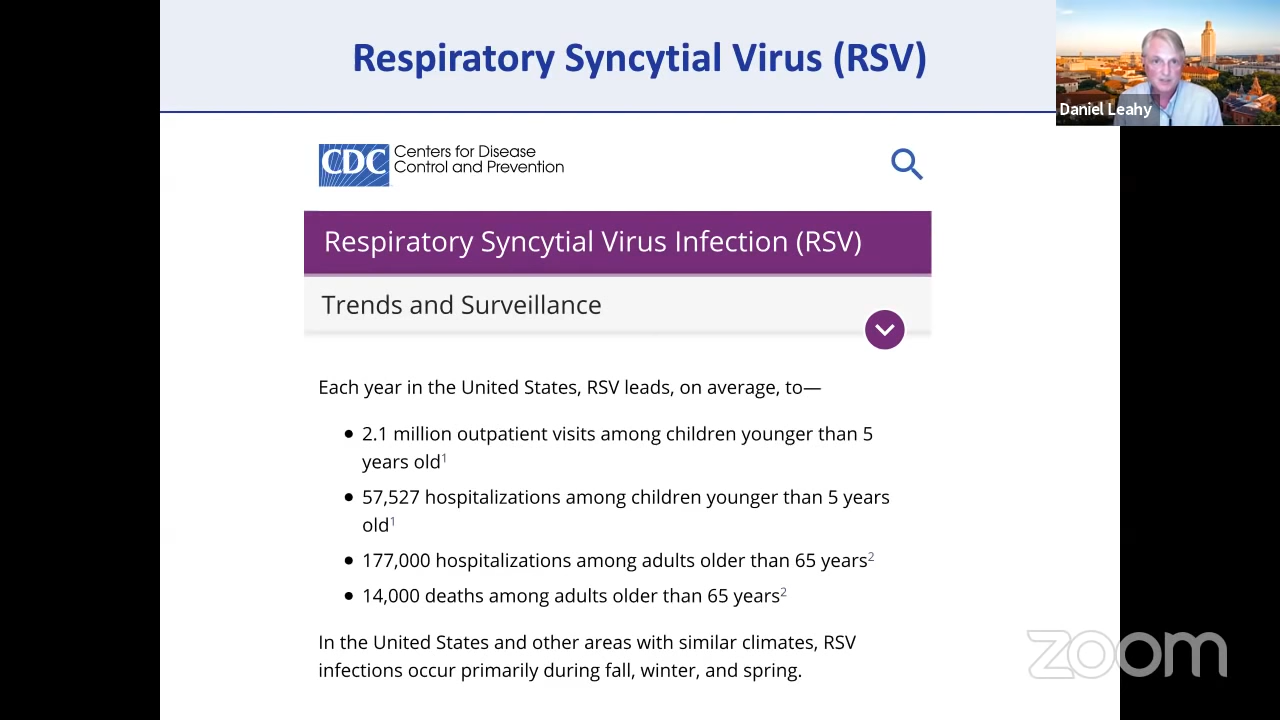 Respiratory Syncytial Virus (RSV)
Daniel Leahy
CDC Centers for Disease
Control and Prevention
Respiratory Syncytial Virus Infection (RSV)
Trends and Surveillance
Each year in the United States, RSV leads, on average, to—
• 2.1 million outpatient visits among children younger than 5
years old¹
• 57,527 hospitalizations among children younger than 5 years
old¹
• 177,000 hospitalizations among adults older than 65 years²
• 14,000 deaths among adults older than 65 years²
In the United States and other areas with similar climates, RSV
infections occur primarily during fall, winter, and spring.
zoom